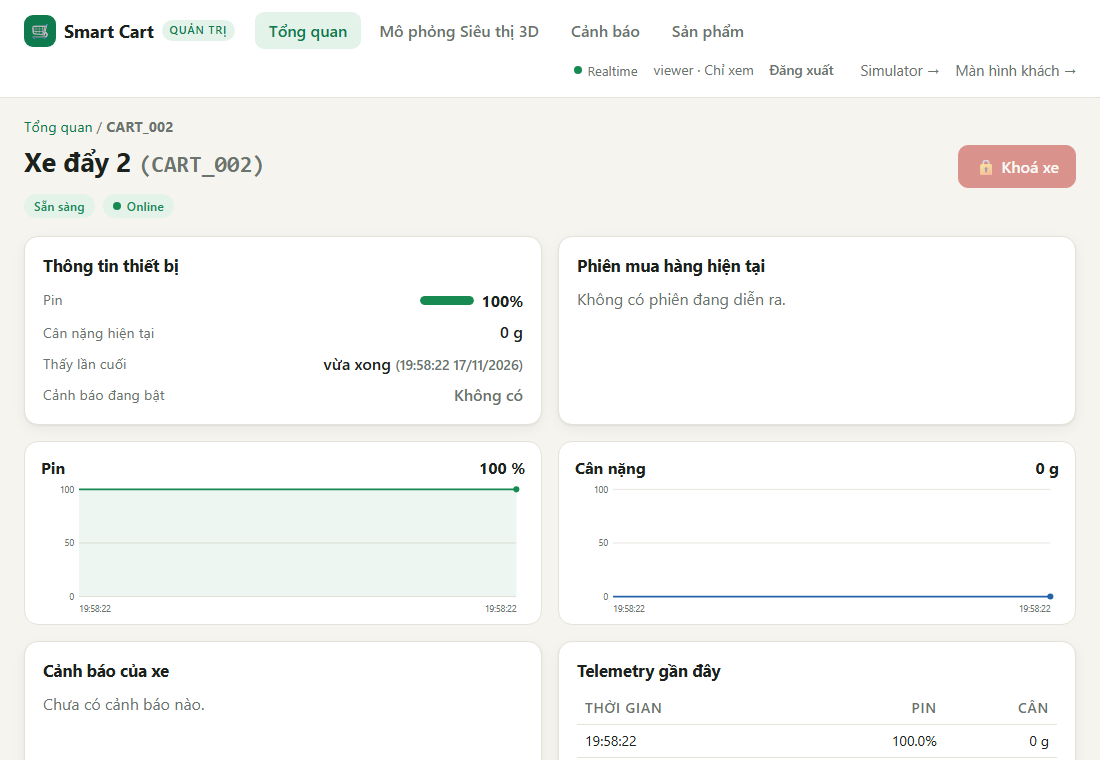 Smart Cart QUẢN TRỊ Tổng quan Mô phỏng Siêu thị 3D Cảnh báo Sản phẩm
Realtime viewer · Chỉ xem Đăng xuất Simulator → Màn hình khách →
Tổng quan / CART_002
Xe đẩy 2 (CART_002)
Khoá xe
Sẵn sàng Online
Thông tin thiết bị
Pin 100%
Cân nặng hiện tại 0 g
Thấy lần cuối vừa xong (19:58:22 17/11/2026)
Cảnh báo đang bật Không có
Phiên mua hàng hiện tại
Không có phiên đang diễn ra.
Pin 100 %
100
50
0
19:58:22 19:58:22
Cân nặng 0 g
100
50
0
19:58:22 19:58:22
Cảnh báo của xe
Chưa có cảnh báo nào.
Telemetry gần đây
THỜI GIAN PIN CÂN
19:58:22 100.0% 0 g